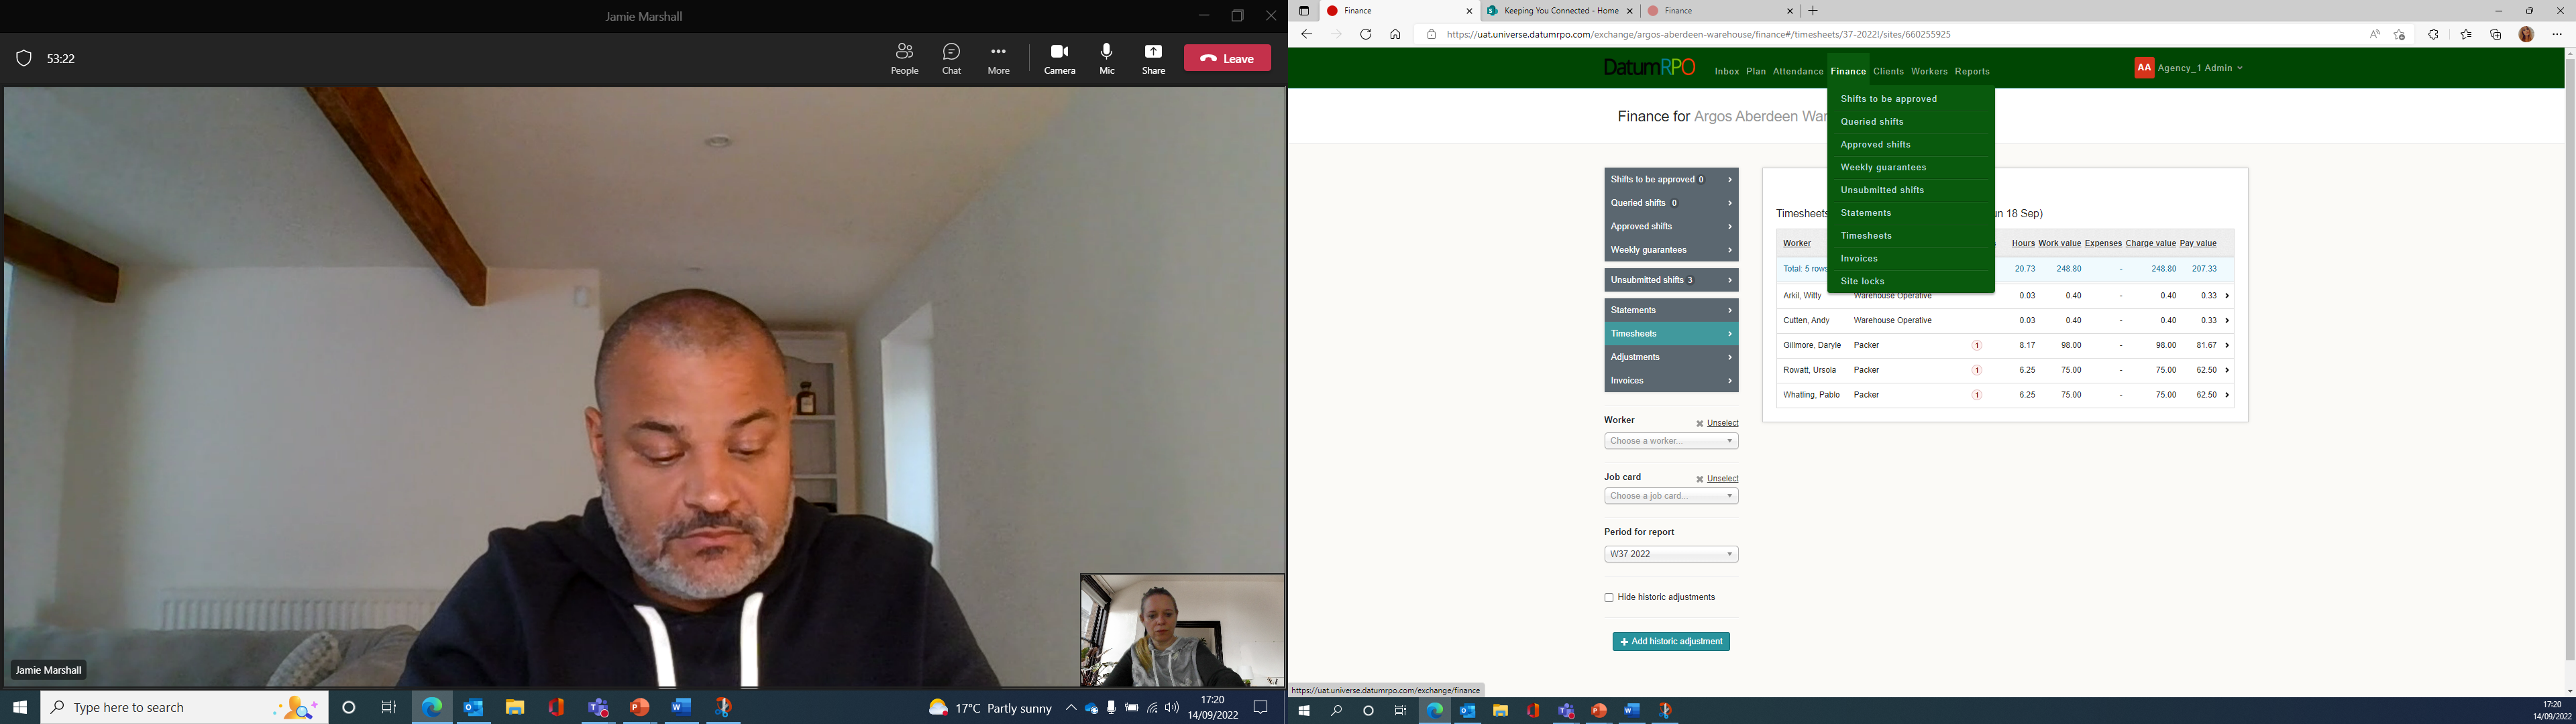 Jamie Marshall
53:22
People
Chat
More
Camera
Mic
Share
Leave
Jamie Marshall
Type here to search
17°C Partly sunny
17:20
14/09/2022
Finance
Keeping You Connected - Home
Finance
https://uat.universe.datumrpo.com/exchange/argos-aberdeen-warehouse/finance#/timesheets/37-2022!/sites/660255925
DatumRPO
Inbox Plan Attendance Finance Clients Workers Reports
AA Agency_1 Admin
Shifts to be approved
Queried shifts
Approved shifts
Weekly guarantees
Unsubmitted shifts
Statements
Timesheets
Invoices
Site locks
Finance for Argos Aberdeen War
Shifts to be approved 0
Queried shifts 0
Approved shifts
Weekly guarantees
Unsubmitted shifts 3
Statements
Timesheets
Adjustments
Invoices
Worker
Unselect
Choose a worker...
Job card
Unselect
Choose a job card...
Period for report
W37 2022
Hide historic adjustments
+ Add historic adjustment
Timesheets un 18 Sep)
Worker Hours Work value Expenses Charge value Pay value
Total: 5 rows 20.73 248.80 - 248.80 207.33
Arkil, Witty Warehouse Operative 0.03 0.40 - 0.40 0.33
Cutten, Andy Warehouse Operative 0.03 0.40 - 0.40 0.33
Gillmore, Daryle Packer 1 8.17 98.00 - 98.00 81.67
Rowatt, Ursola Packer 1 6.25 75.00 - 75.00 62.50
Whatling, Pablo Packer 1 6.25 75.00 - 75.00 62.50
https://uat.universe.datumrpo.com/exchange/finance
17:20
14/09/2022